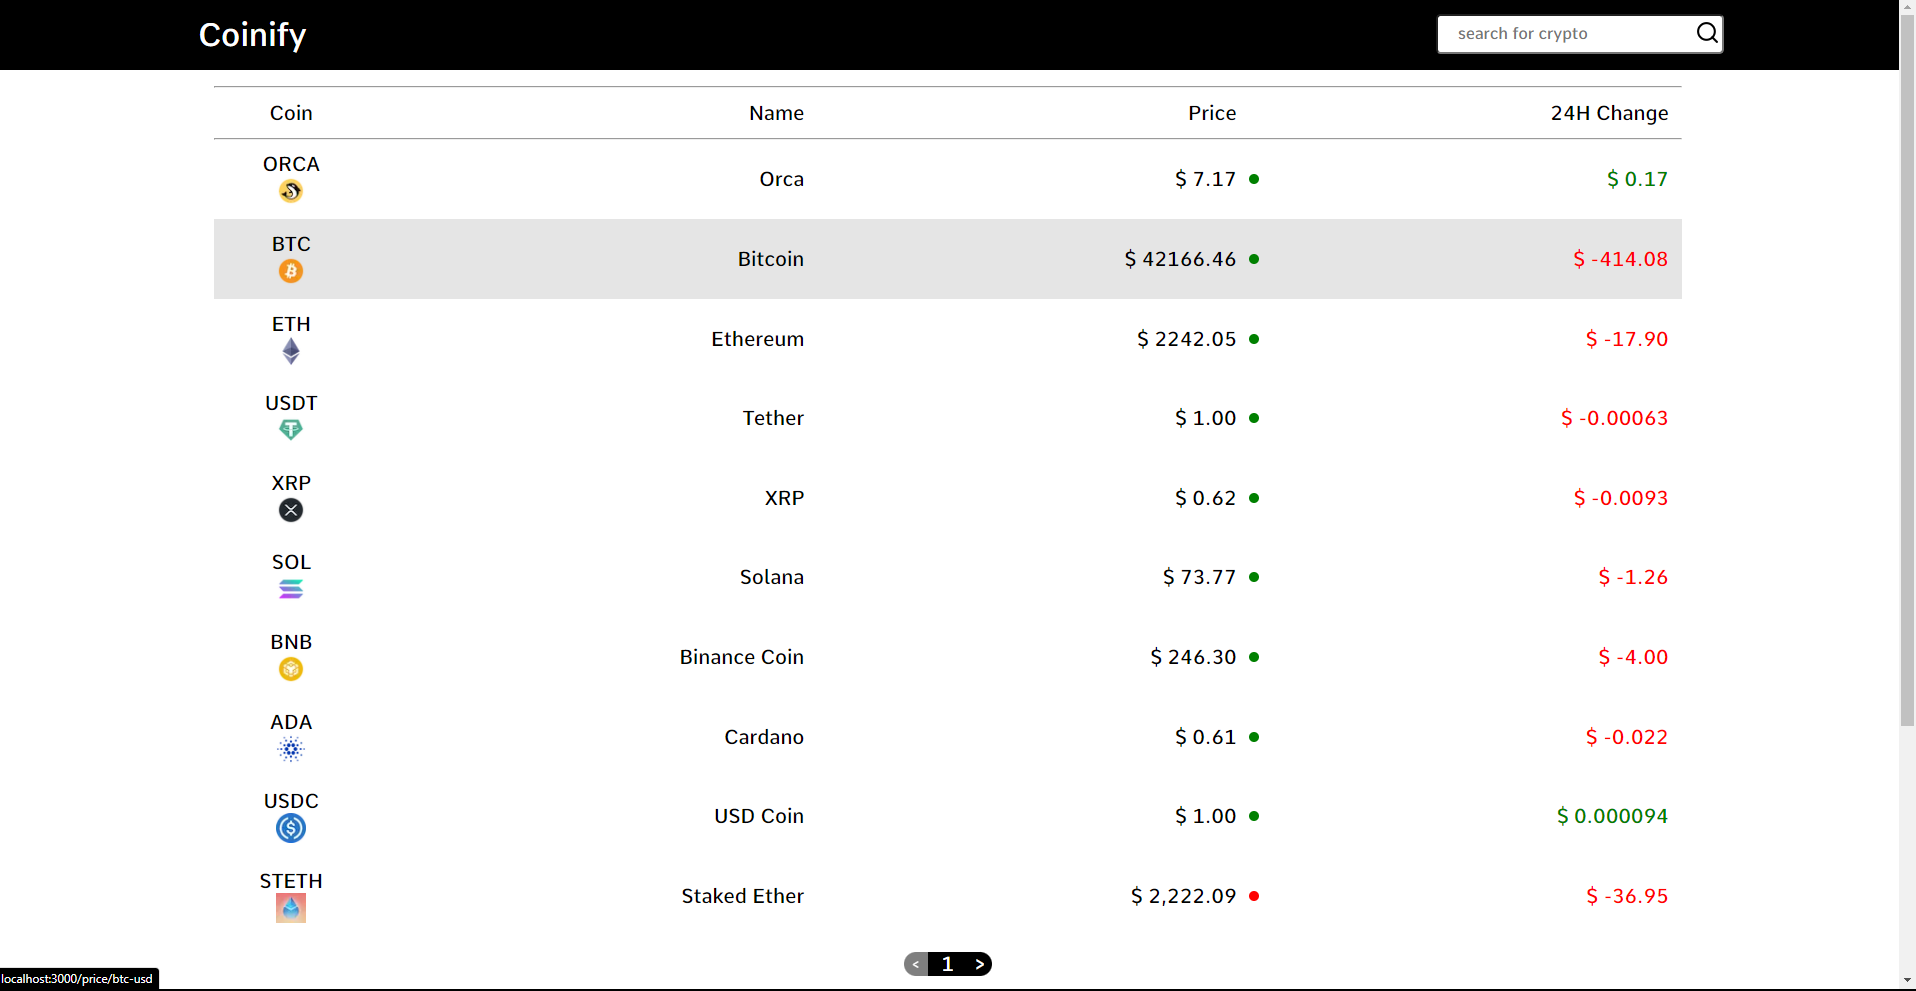 Coinify
search for crypto
Coin Name Price 24H Change
ORCA
Orca $ 7.17 $ 0.17
BTC
Bitcoin $ 42166.46 $ -414.08
ETH
Ethereum $ 2242.05 $ -17.90
USDT
Tether $ 1.00 $ -0.00063
XRP
XRP $ 0.62 $ -0.0093
SOL
Solana $ 73.77 $ -1.26
BNB
Binance Coin $ 246.30 $ -4.00
ADA
Cardano $ 0.61 $ -0.022
USDC
USD Coin $ 1.00 $ 0.000094
STETH
Staked Ether $ 2,222.09 $ -36.95
< 1 >
localhost:3000/price/btc-usd